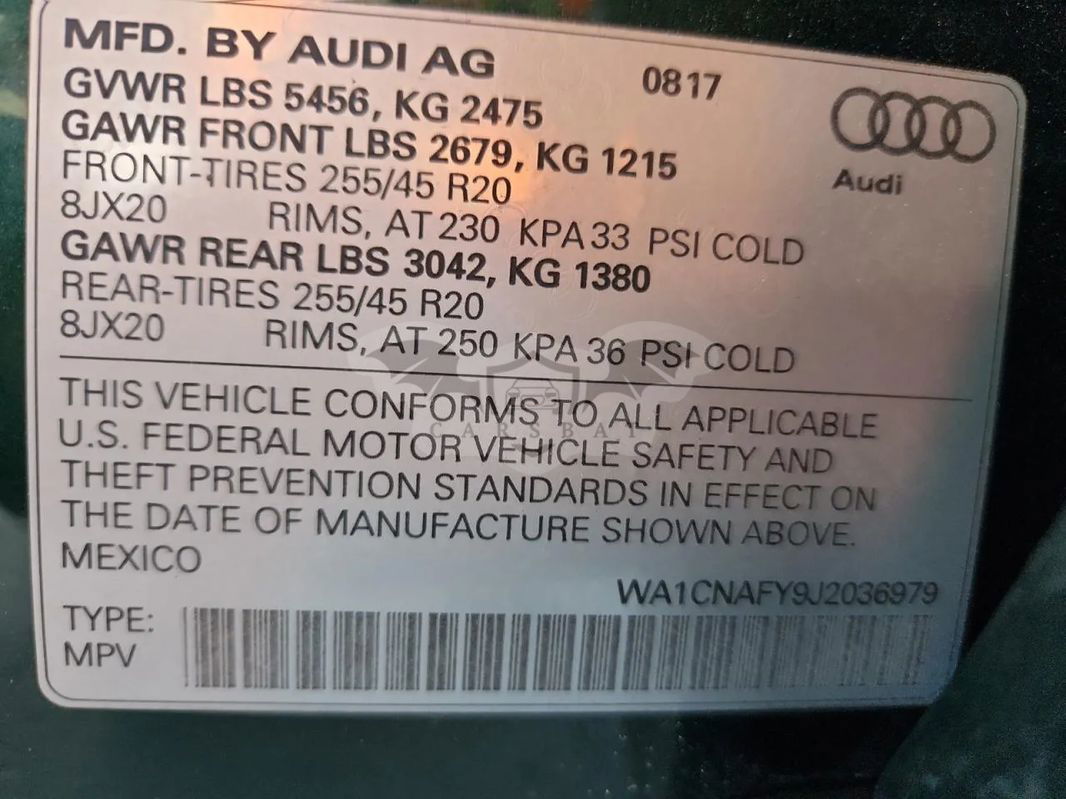 MFD. BY AUDI AG 0817
GVWR LBS 5456, KG 2475
GAWR FRONT LBS 2679, KG 1215
FRONT-TIRES 255/45 R20
8JX20 RIMS, AT 230 KPA 33 PSI COLD
GAWR REAR LBS 3042, KG 1380
REAR-TIRES 255/45 R20
8JX20 RIMS, AT 250 KPA 36 PSI COLD
Audi
THIS VEHICLE CONFORMS TO ALL APPLICABLE
U.S. FEDERAL MOTOR VEHICLE SAFETY AND
THEFT PREVENTION STANDARDS IN EFFECT ON
THE DATE OF MANUFACTURE SHOWN ABOVE.
MEXICO
WA1CNAFY9J2036979
TYPE:
MPV
CARSBAT